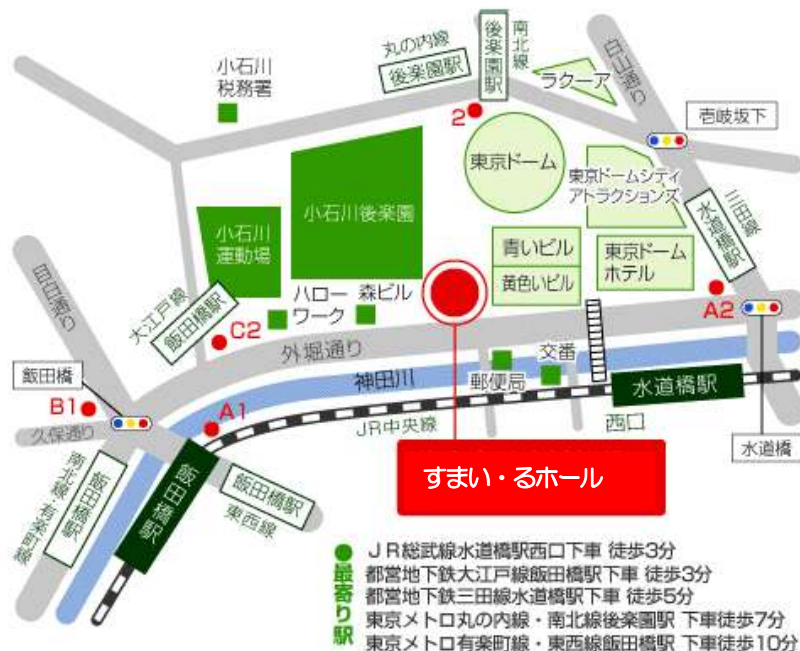 丸の内線
後楽園駅
後楽園駅
南北線
白山通り
ラクーア
小石川
税務署
2
壱岐坂下
東京ドーム
東京ドームシティ
アトラクションズ
三田線
水道橋駅
小石川後楽園
小石川
運動場
青いビル
黄色いビル
東京ドーム
ホテル
目白通り
大江戸線
飯田橋駅
C2
ハロー
ワーク
森ビル
A2
外堀通り
飯田橋
神田川
郵便局
交番
水道橋駅
B1
A1
久保通り
JR中央線
西口
水道橋
すまい・るホール
飯田橋駅
南北線・有楽町線
飯田橋駅
飯田橋駅
東西線
最寄り駅
JR総武線水道橋駅西口下車 徒歩3分
都営地下鉄大江戸線飯田橋駅下車 徒歩3分
都営地下鉄三田線水道橋駅下車 徒歩5分
東京メトロ丸の内線・南北線後楽園駅 下車徒歩7分
東京メトロ有楽町線・東西線飯田橋駅 下車徒歩10分